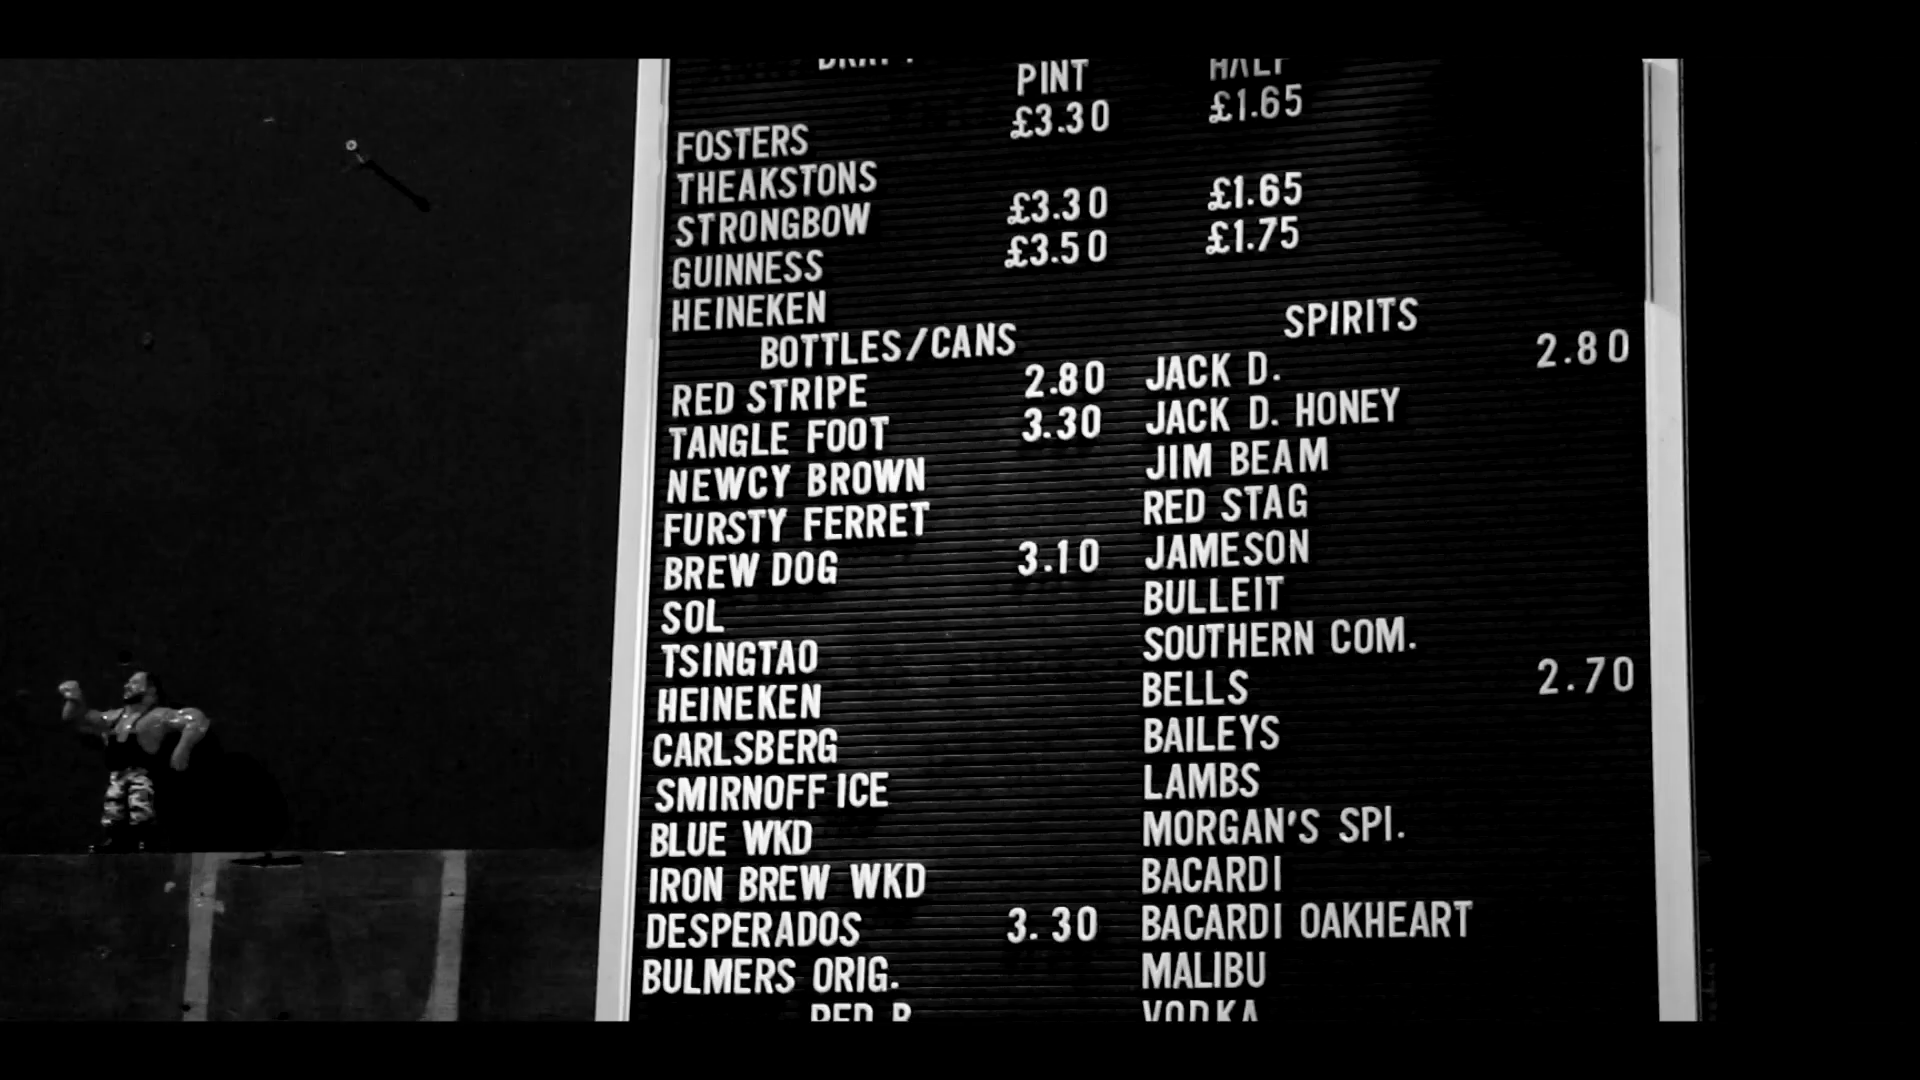 DRAFT PINT HALF
FOSTERS £3.30 £1.65
THEAKSTONS
STRONGBOW £3.30 £1.65
GUINNESS £3.50 £1.75
HEINEKEN
BOTTLES/CANS
RED STRIPE 2.80
TANGLE FOOT 3.30
NEWCY BROWN
FURSTY FERRET
BREW DOG 3.10
SOL
TSINGTAO
HEINEKEN
CARLSBERG
SMIRNOFF ICE
BLUE WKD
IRON BREW WKD
DESPERADOS 3.30
BULMERS ORIG.
RED B
SPIRITS
JACK D. 2.80
JACK D. HONEY
JIM BEAM
RED STAG
JAMESON
BULLEIT
SOUTHERN COM.
BELLS 2.70
BAILEYS
LAMBS
MORGAN'S SPI.
BACARDI
BACARDI OAKHEART
MALIBU
VODKA